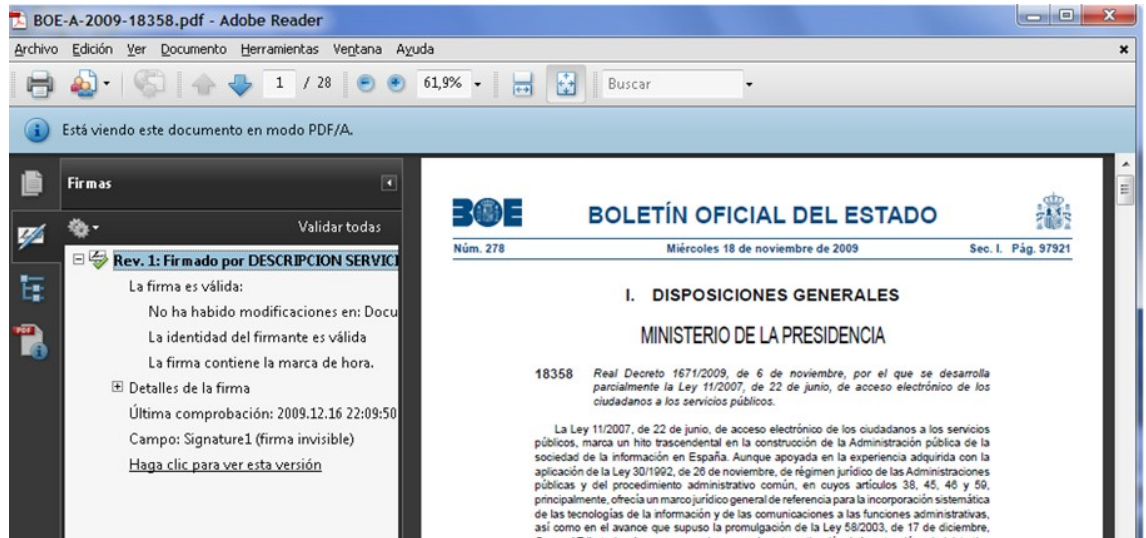 BOE-A-2009-18358.pdf - Adobe Reader
Archivo Edición Ver Documento Herramientas Ventana Ayuda
1 / 28 61,9% Buscar
Está viendo este documento en modo PDF/A.
Firmas
Validar todas
Rev. 1: Firmado por DESCRIPCION SERVICI
La firma es válida:
No ha habido modificaciones en: Docu
La identidad del firmante es válida
La firma contiene la marca de hora.
Detalles de la firma
Última comprobación: 2009.12.16 22:09:50
Campo: Signature1 (firma invisible)
Haga clic para ver esta versión
BOE BOLETÍN OFICIAL DEL ESTADO
Núm. 278 Miércoles 18 de noviembre de 2009 Sec. I. Pág. 97921
I. DISPOSICIONES GENERALES
MINISTERIO DE LA PRESIDENCIA
18358 Real Decreto 1671/2009, de 6 de noviembre, por el que se desarrolla
parcialmente la Ley 11/2007, de 22 de junio, de acceso electrónico de los
ciudadanos a los servicios públicos.
La Ley 11/2007, de 22 de junio, de acceso electrónico de los ciudadanos a los servicios
públicos, marca un hito trascendental en la construcción de la Administración pública de la
sociedad de la información en España. Aunque apoyada en la experiencia adquirida con la
aplicación de la Ley 30/1992, de 26 de noviembre, de régimen jurídico de las Administraciones
públicas y del procedimiento administrativo común, en cuyos artículos 38, 45, 46 y 59,
principalmente, ofrecía un marco jurídico general de referencia para la incorporación sistemática
de las tecnologías de la información y de las comunicaciones a las funciones administrativas,
así como en el avance que supuso la promulgación de la Ley 58/2003, de 17 de diciembre,